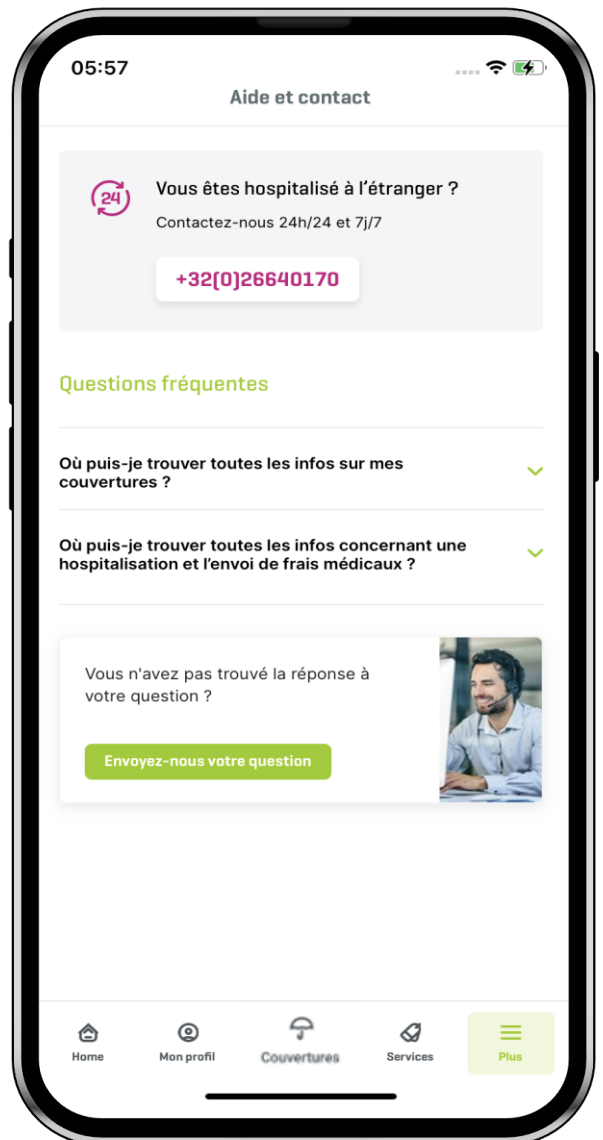 05:57
Aide et contact
24
Vous êtes hospitalisé à l'étranger ?
Contactez-nous 24h/24 et 7j/7
+32(0)26640170
Questions fréquentes
Où puis-je trouver toutes les infos sur mes
couvertures ?
Où puis-je trouver toutes les infos concernant une
hospitalisation et l'envoi de frais médicaux ?
Vous n'avez pas trouvé la réponse à
votre question ?
Envoyez-nous votre question
Home Mon profil Couvertures Services Plus